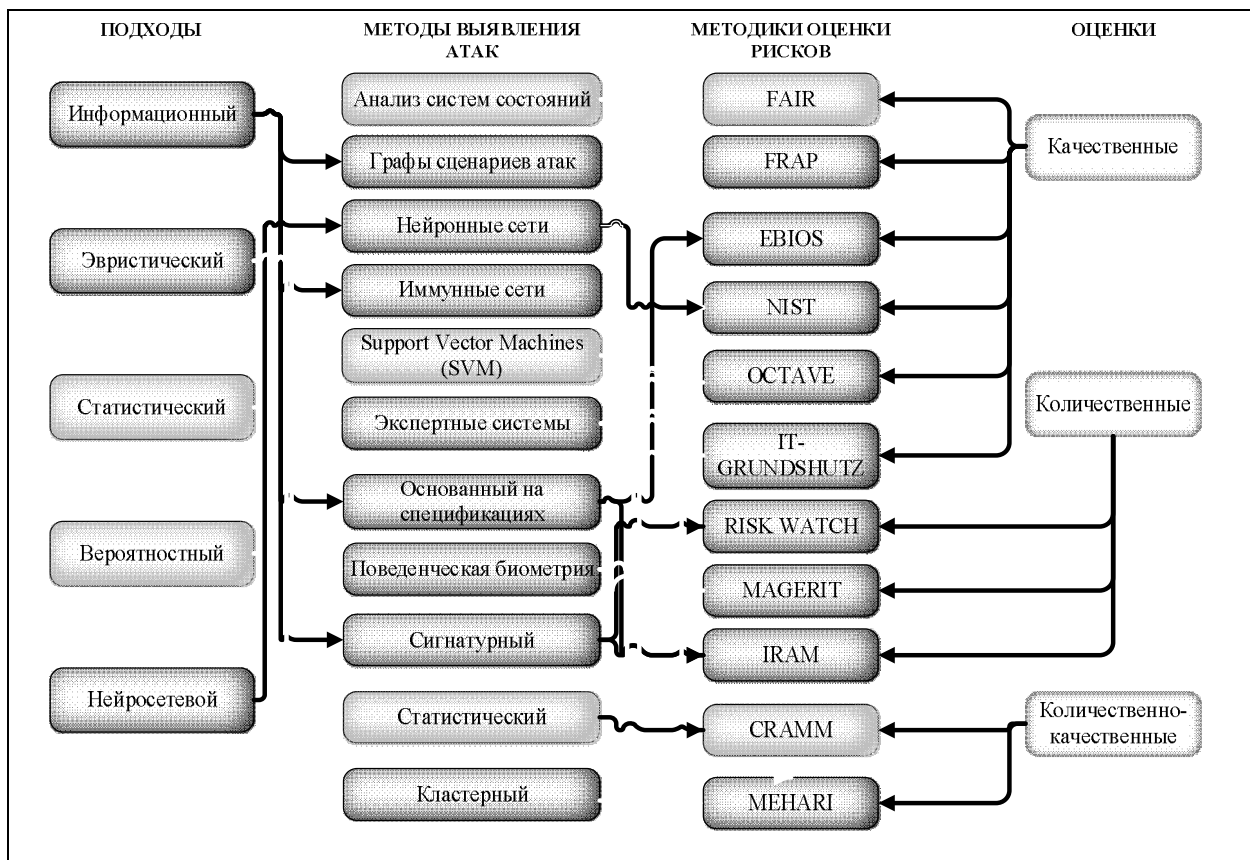 ПОДХОДЫ
МЕТОДЫ ВЫЯВЛЕНИЯ
АТАК
МЕТОДИКИ ОЦЕНКИ
РИСКОВ
ОЦЕНКИ
Информационный
Эвристический
Статистический
Вероятностный
Нейросетевой
Анализ систем состояний
Графы сценариев атак
Нейронные сети
Иммунные сети
Support Vector Machines
(SVM)
Экспертные системы
Основанный на
спецификациях
Поведенческая биометрия
Сигнатурный
Статистический
Кластерный
FAIR
FRAP
EBIOS
NIST
OCTAVE
IT-
GRUNDSHUTZ
RISK WATCH
MAGERIT
IRAM
CRAMM
MEHARI
Качественные
Количественные
Количественно-
качественные